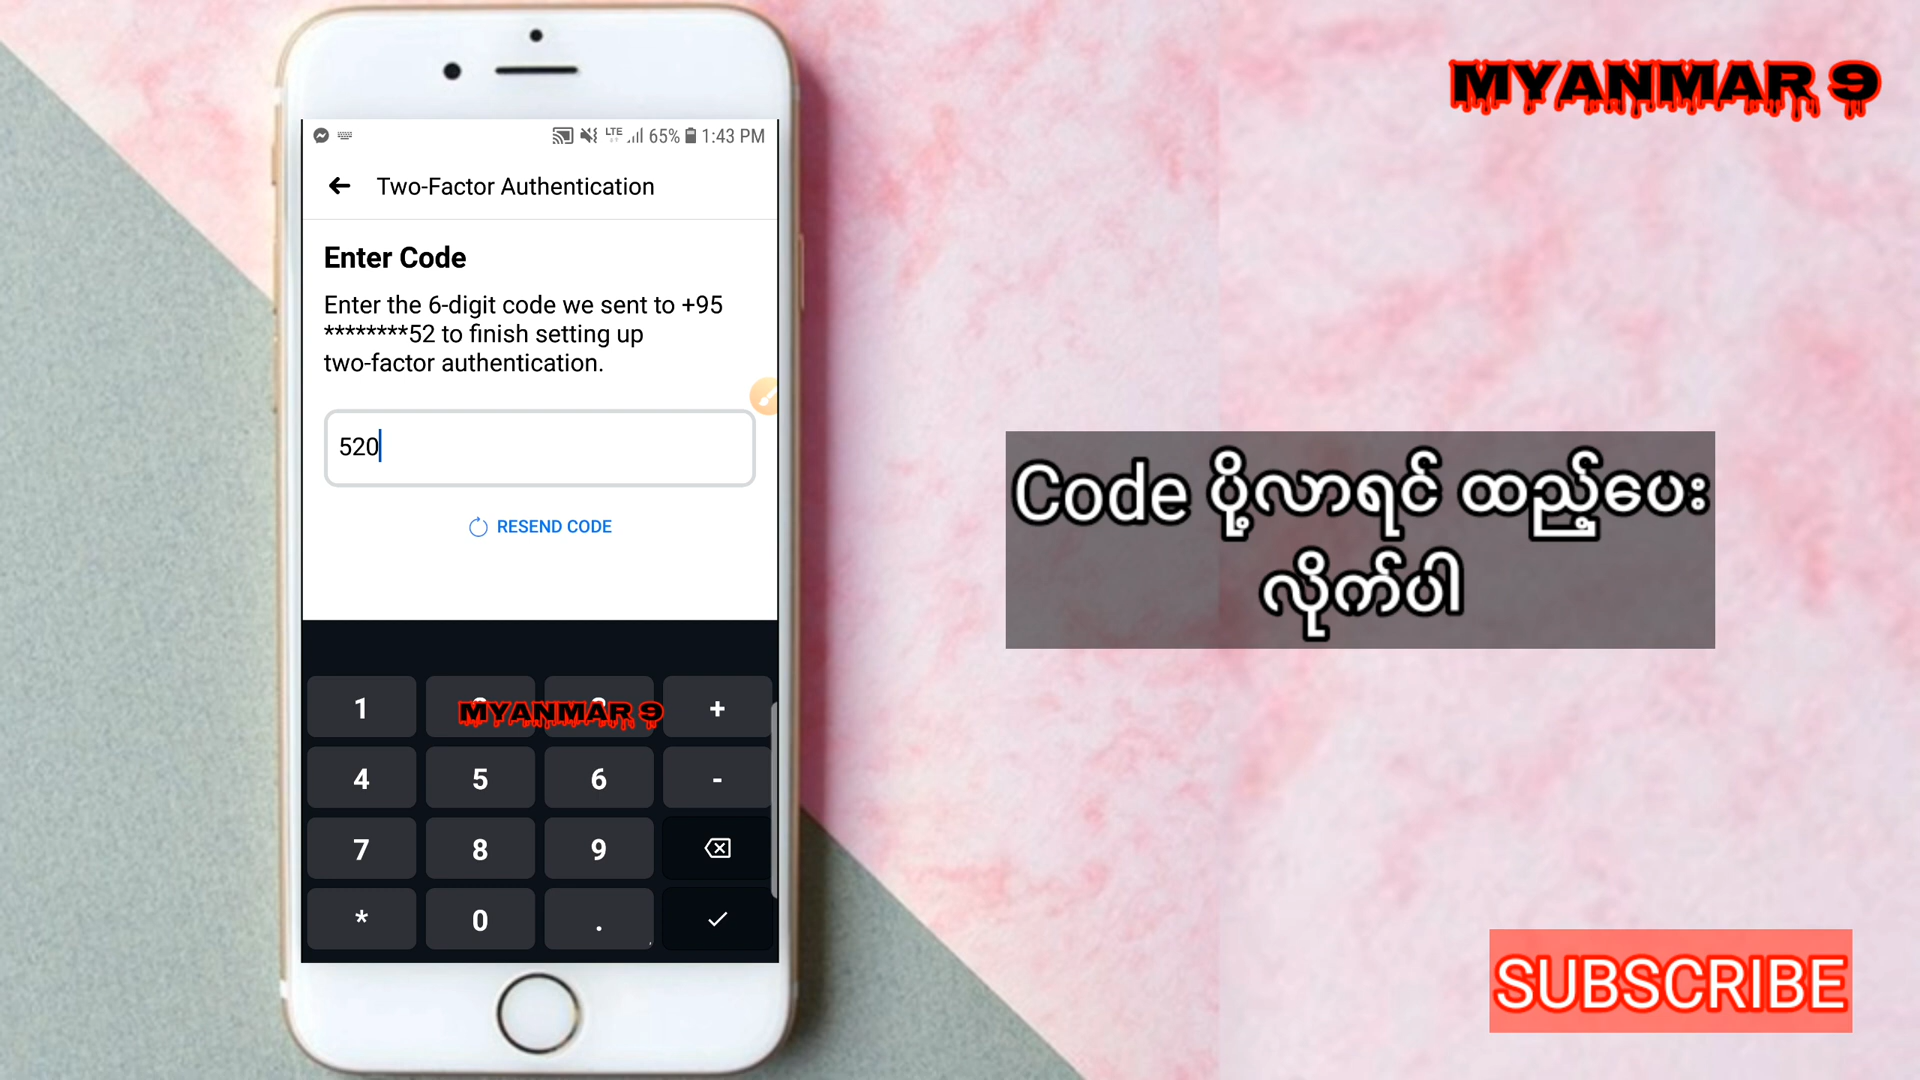 MYANMAR 9
LTE 65% 1:43 PM
Two-Factor Authentication
Enter Code
Enter the 6-digit code we sent to +95
********52 to finish setting up
two-factor authentication.
520
RESEND CODE
Code ပို့လာရင် ထည့်ပေး
လိုက်ပါ
1 +
MYANMAR 9
4 5 6 -
7 8 9
* 0 . ✓
SUBSCRIBE